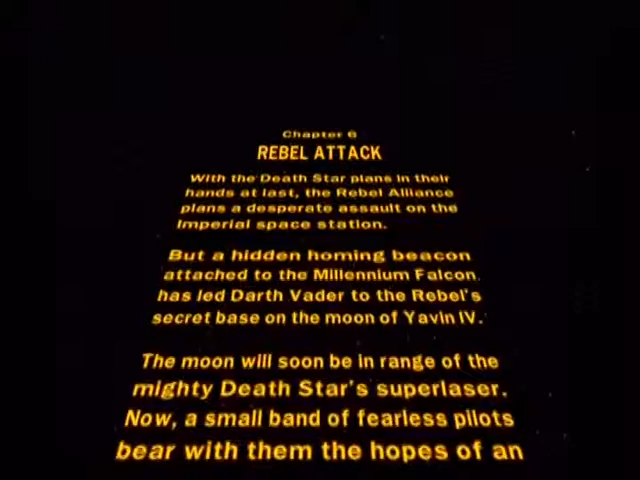 Chapter 6
REBEL ATTACK
With the Death Star plans in their
hands at last, the Rebel Alliance
plans a desperate assault on the
Imperial space station.
But a hidden homing beacon
attached to the Millennium Falcon
has led Darth Vader to the Rebel's
secret base on the moon of Yavin IV.
The moon will soon be in range of the
mighty Death Star's superlaser.
Now, a small band of fearless pilots
bear with them the hopes of an